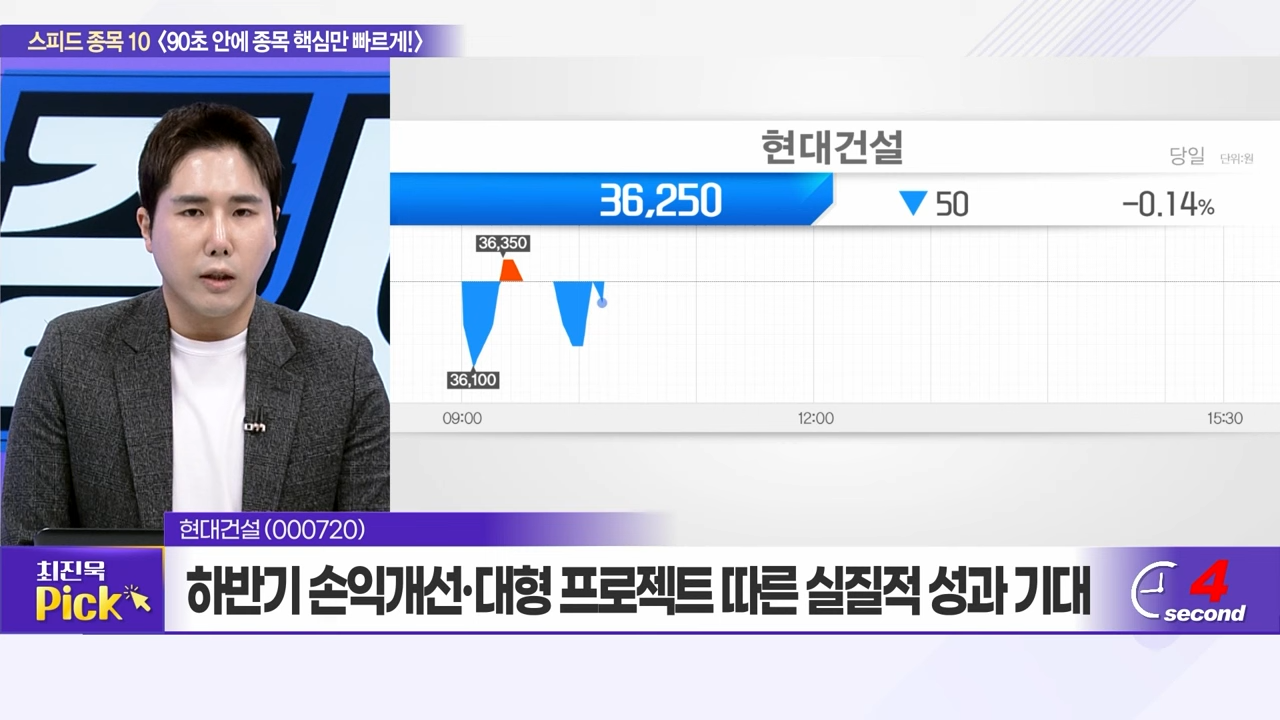 스피드 종목 10 <90초 안에 종목 핵심만 빠르게!>
현대건설
당일 단위:원
36,250 ▼ 50 -0.14%
36,350
36,100
09:00 12:00 15:30
현대건설 (000720)
최진욱
Pick
하반기 손익개선·대형 프로젝트 따른 실질적 성과 기대
4
second